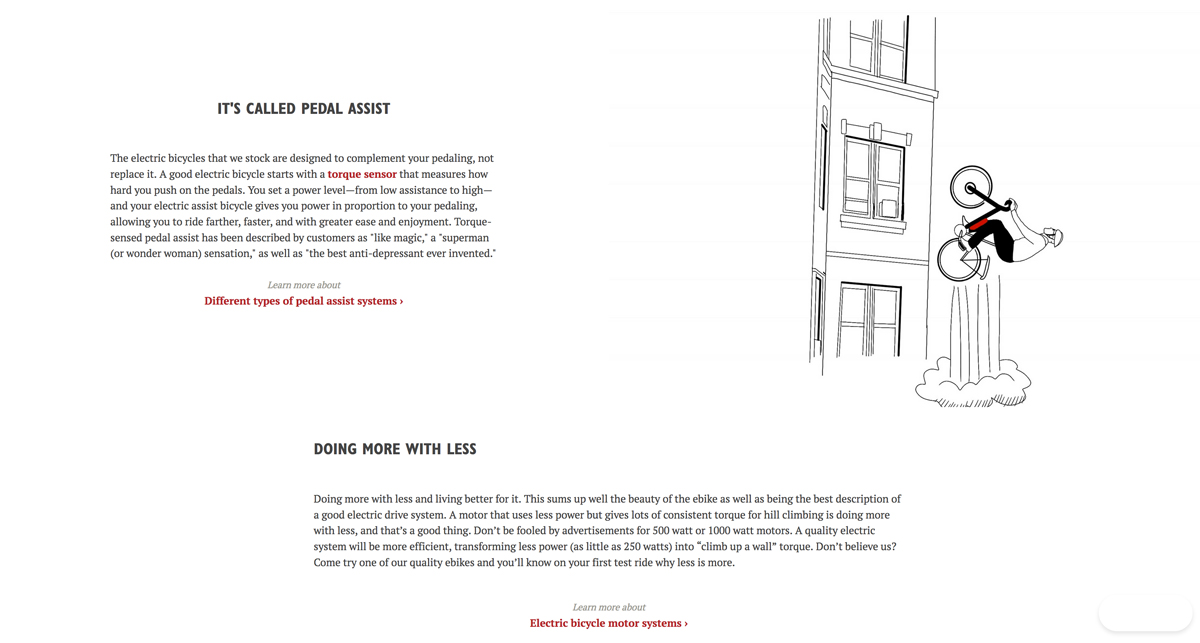 IT'S CALLED PEDAL ASSIST
The electric bicycles that we stock are designed to complement your pedaling, not
replace it. A good electric bicycle starts with a torque sensor that measures how
hard you push on the pedals. You set a power level—from low assistance to high—
and your electric assist bicycle gives you power in proportion to your pedaling,
allowing you to ride farther, faster, and with greater ease and enjoyment. Torque-
sensed pedal assist has been described by customers as "like magic," a "superman
(or wonder woman) sensation," as well as "the best anti-depressant ever invented."
Learn more about
Different types of pedal assist systems ›
DOING MORE WITH LESS
Doing more with less and living better for it. This sums up well the beauty of the ebike as well as being the best description of
a good electric drive system. A motor that uses less power but gives lots of consistent torque for hill climbing is doing more
with less, and that’s a good thing. Don’t be fooled by advertisements for 500 watt or 1000 watt motors. A quality electric
system will be more efficient, transforming less power (as little as 250 watts) into “climb up a wall” torque. Don’t believe us?
Come try one of our quality ebikes and you’ll know on your first test ride why less is more.
Learn more about
Electric bicycle motor systems ›